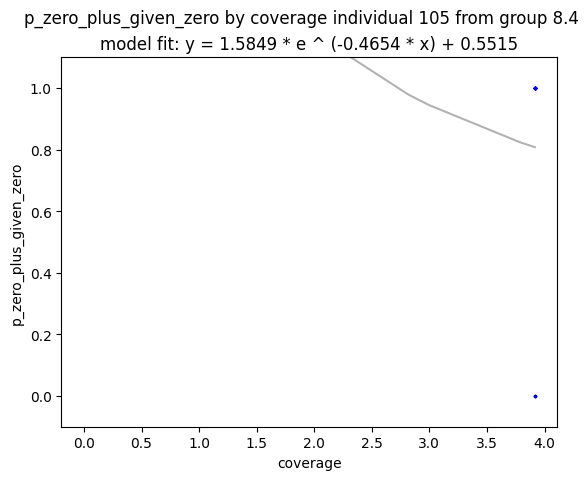 p_zero_plus_given_zero by coverage individual 105 from group 8.4
model fit: y = 1.5849 * e ^ (-0.4654 * x) + 0.5515
1.0
0.8
0.6
0.4
0.2
0.0
p_zero_plus_given_zero
0.0 0.5 1.0 1.5 2.0 2.5 3.0 3.5 4.0
coverage